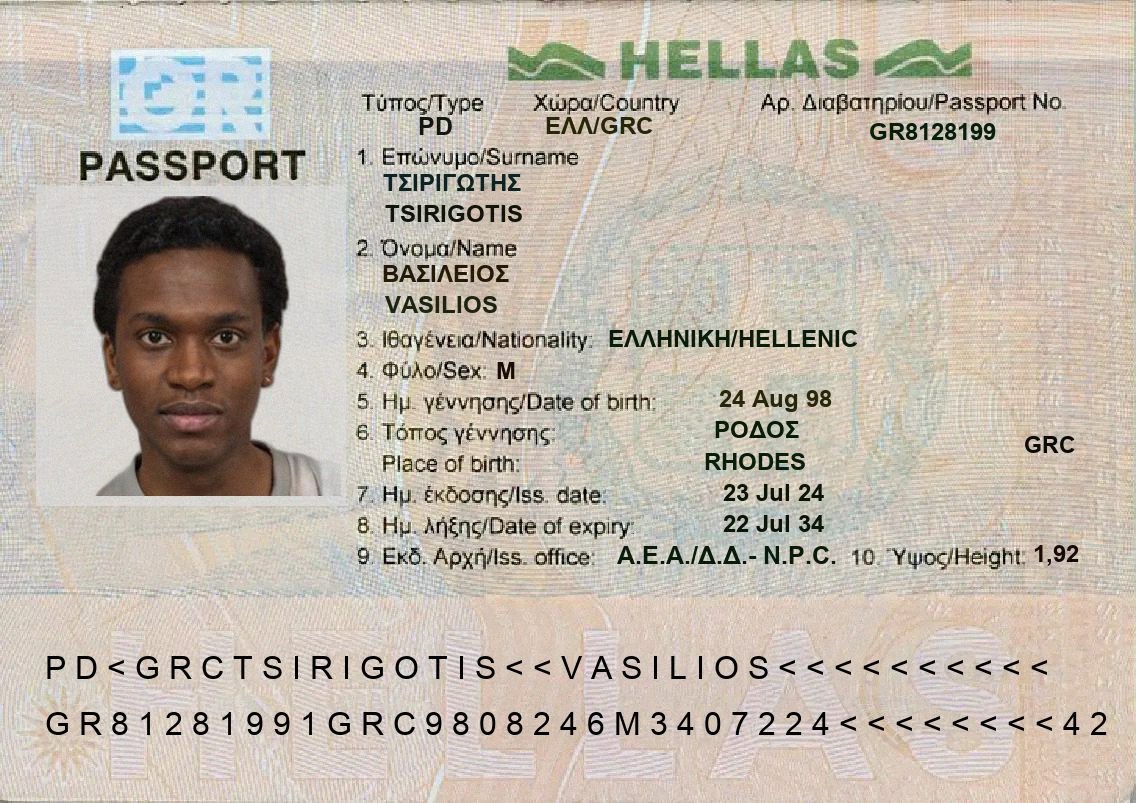 GR
PASSPORT
HELLAS
Τύπος/Type Χώρα/Country Αρ. Διαβατηρίου/Passport No.
PD ΕΛΛ/GRC GR8128199
1. Επώνυμο/Surname
ΤΣΙΡΙΓΩΤΗΣ
TSIRIGOTIS
2. Όνομα/Name
ΒΑΣΙΛΕΙΟΣ
VASILIOS
3. Ιθαγένεια/Nationality: ΕΛΛΗΝΙΚΗ/HELLENIC
4. Φύλο/Sex: M
5. Ημ. γέννησης/Date of birth: 24 Aug 98
6. Τόπος γέννησης: ΡΟΔΟΣ
GRC
Place of birth: RHODES
7. Ημ. έκδοσης/Iss. date: 23 Jul 24
8. Ημ. λήξης/Date of expiry: 22 Jul 34
9 Εκδ. Αρχή/Iss. office: Α.Ε.Α./Δ.Δ.- N.P.C. 10. Ύψος/Height: 1,92
HELLAS
PD<GRCTSIRIGOTIS<<VASILIOS<<<<<<<<<<
GR81281991GRC9808246M3407224<<<<<<<<42